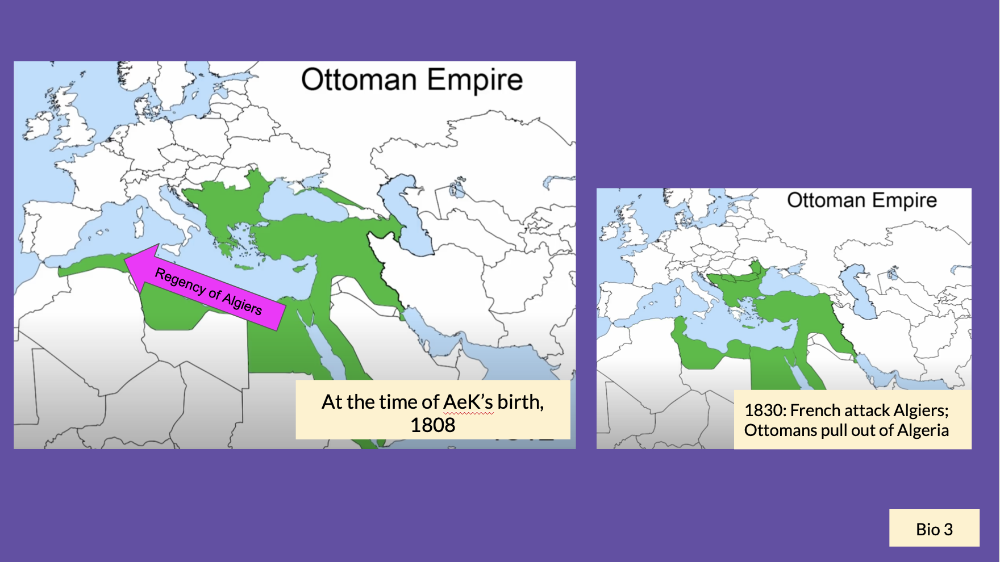 Ottoman Empire
Regency of Algiers
At the time of AeK’s birth,
1808
Ottoman Empire
1830: French attack Algiers;
Ottomans pull out of Algeria
Bio 3